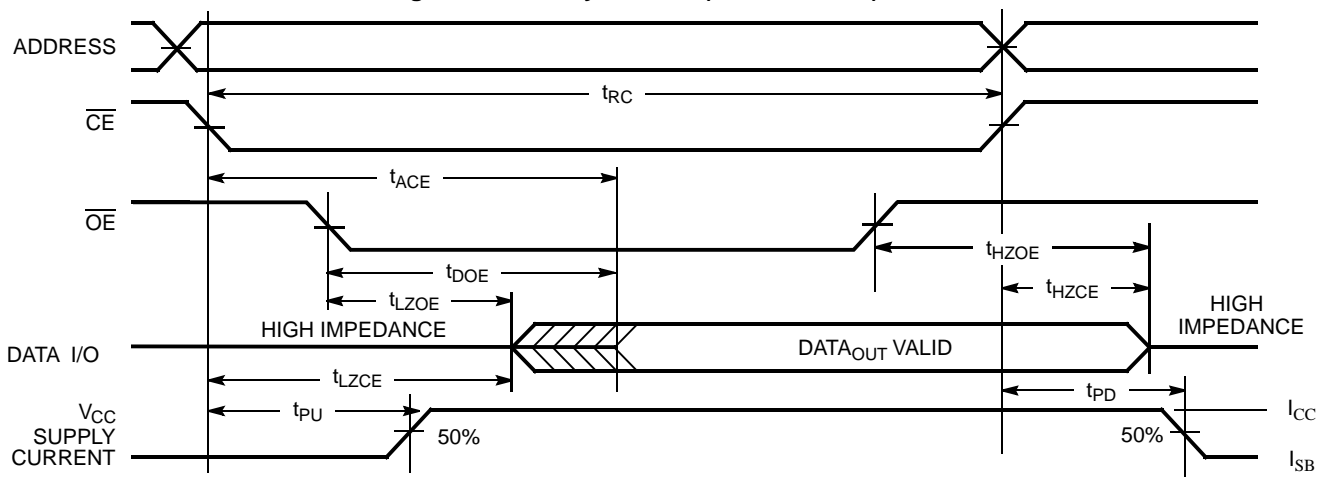 ADDRESS
tRC
CE
tACE
OE
tHZOE
tDOE
tHZCE
tLZOE
HIGH IMPEDANCE
HIGH
IMPEDANCE
DATA I/O
DATAOUT VALID
tLZCE
tPD
tPU
VCC
SUPPLY
CURRENT
50%
50%
ICC
ISB